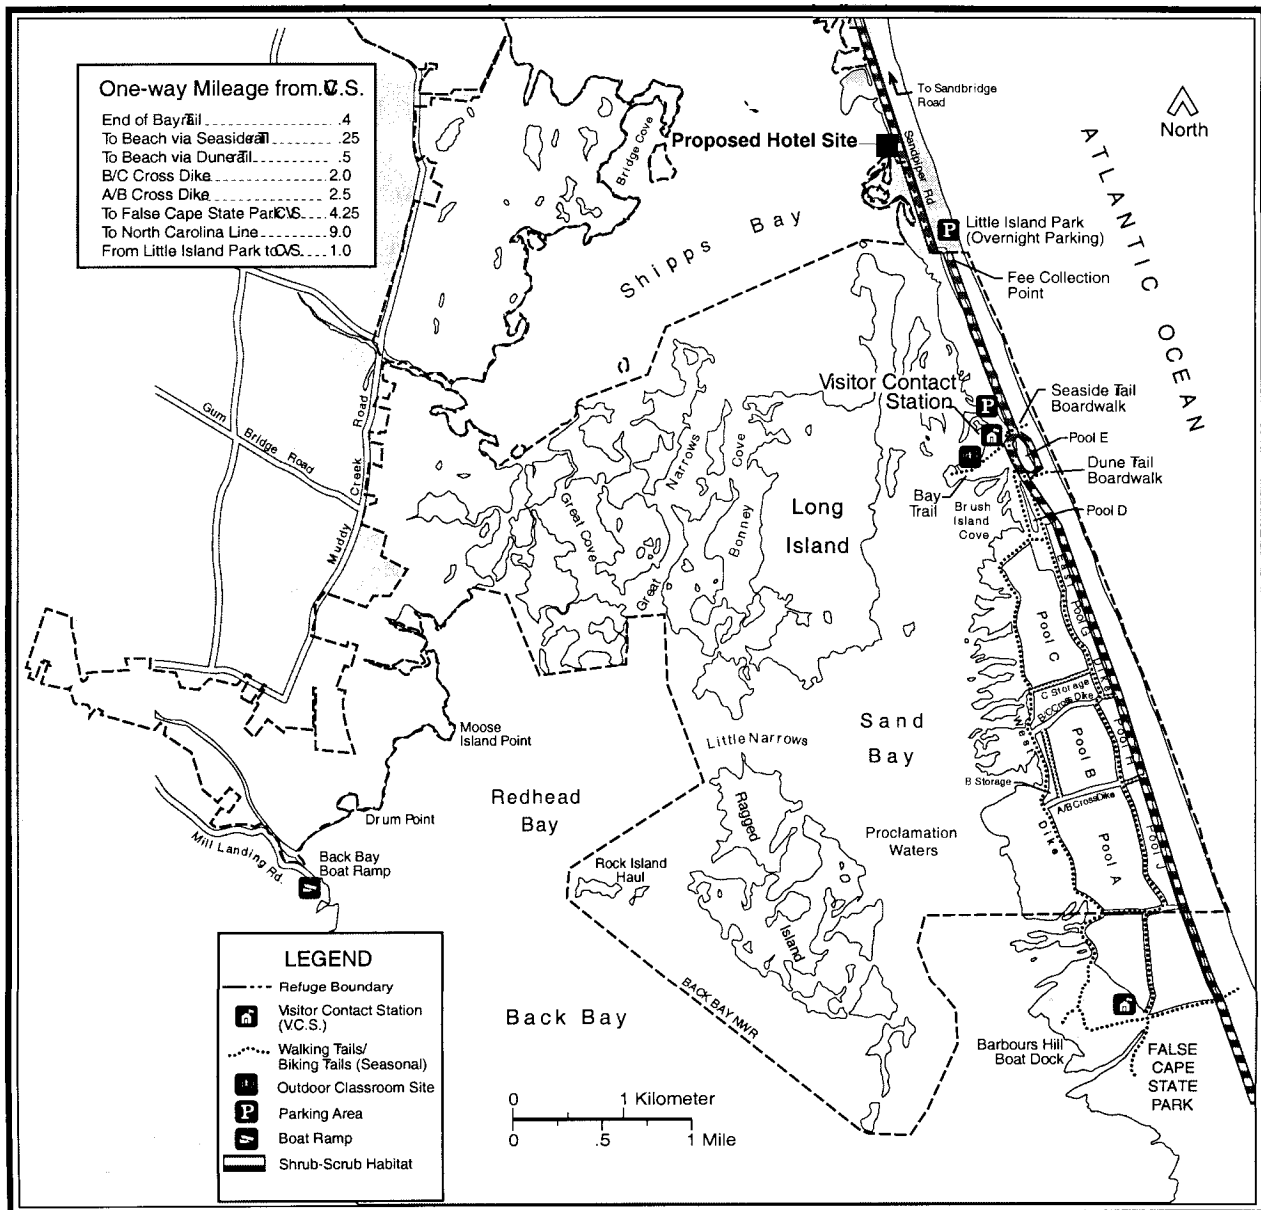 One-way Mileage from V.C.S.
End of Bay Tail .4
To Beach via Seaside Tail .25
To Beach via Dune Tail .5
B/C Cross Dike 2.0
A/B Cross Dike 2.5
To False Cape State Park C.V.S. 4.25
To North Carolina Line 9.0
From Little Island Park to C.V.S. 1.0
To Sandbridge
Road
North
ATLANTIC OCEAN
Proposed Hotel Site
Sandpiper Rd
Bridge Cove
Shipps Bay
P
Little Island Park
(Overnight Parking)
Fee Collection
Point
Visitor Contact
Station
P
Seaside Tail
Boardwalk
Pool E
Dune Tail
Boardwalk
Pool D
Bay
Trail
Brush
Island
Cove
Gum Bridge Road
Muddy Creek Road
Great Cove
Great Narrows
Bonney Cove
Long
Island
East Dike
Pool G
Pool C
C Storage
B/C Cross Dike
West Dike
Pool H
Pool B
B Storage
A/B Cross Dike
Pool J
Pool A
Moose
Island Point
Little Narrows
Sand
Bay
Redhead
Bay
Drum Point
Ragged Island
Proclamation
Waters
Mill Landing Rd.
Back Bay
Boat Ramp
Rock Island
Haul
BACK BAY NWR
Back Bay
Barbours Hill
Boat Dock
FALSE
CAPE
STATE
PARK
LEGEND
Refuge Boundary
Visitor Contact Station
(V.C.S.)
Walking Tails/
Biking Tails (Seasonal)
Outdoor Classroom Site
P
Parking Area
Boat Ramp
Shrub-Scrub Habitat
0 1 Kilometer
0 .5 1 Mile